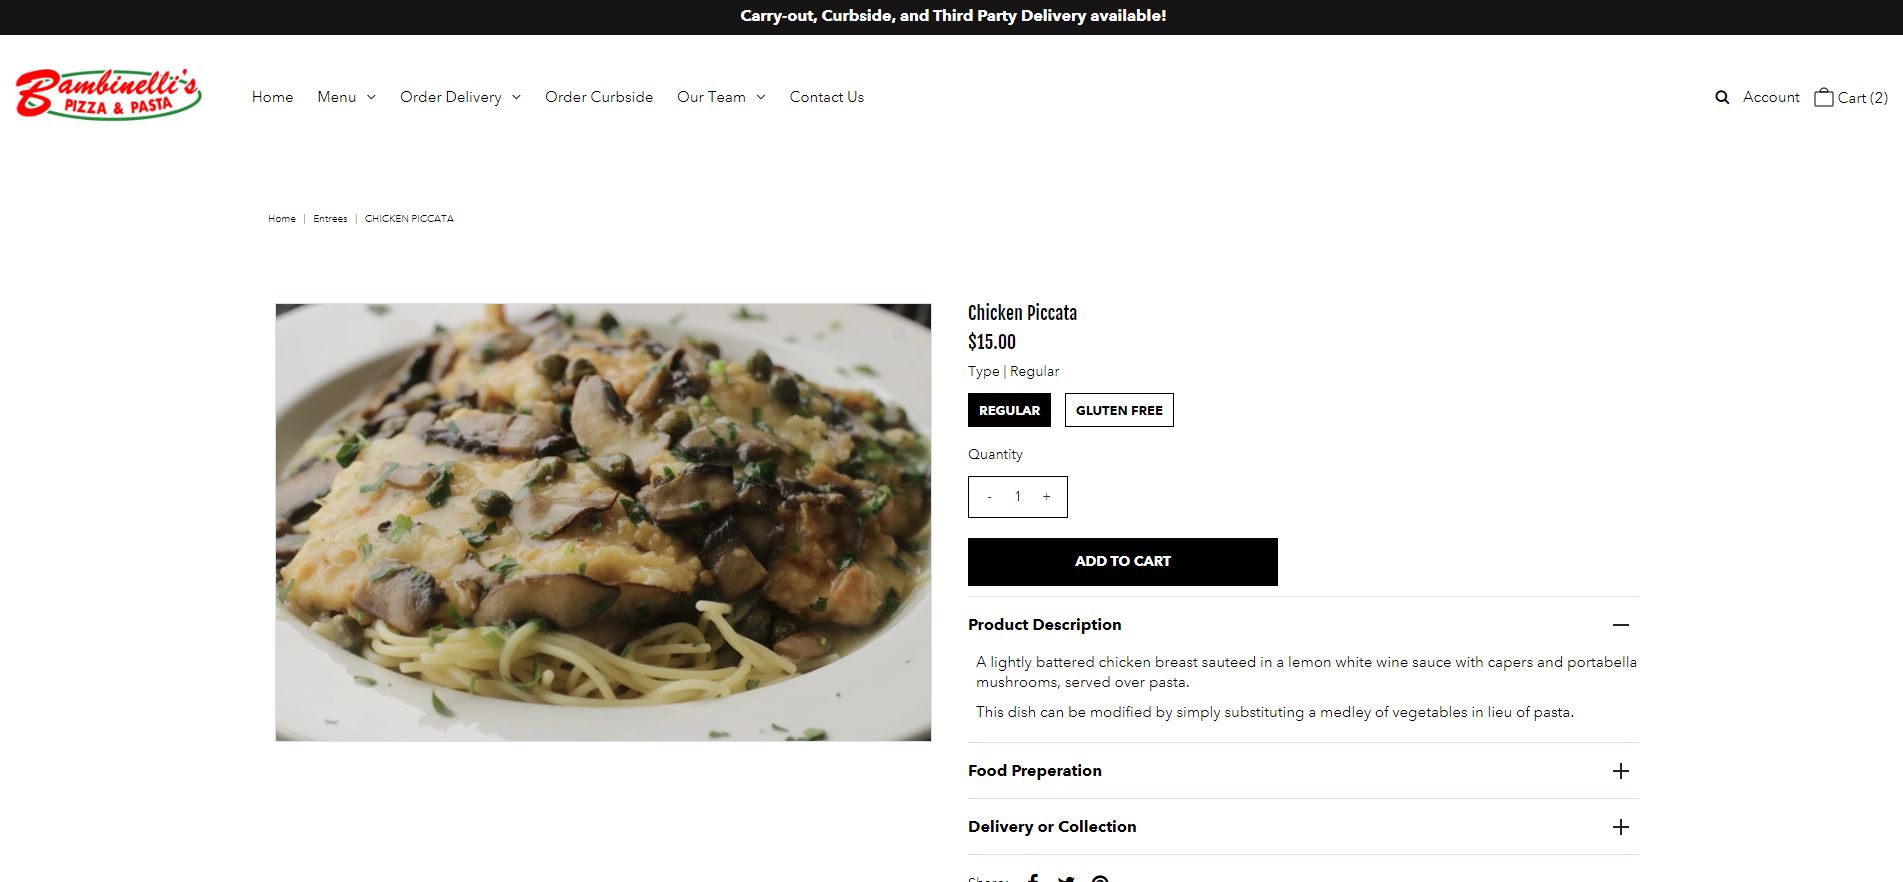 Carry-out, Curbside, and Third Party Delivery available!
Bambinelli's
PIZZA & PASTA
Home Menu Order Delivery Order Curbside Our Team Contact Us
Account Cart (2)
Home | Entrees | CHICKEN PICCATA
Chicken Piccata
$15.00
Type | Regular
REGULAR GLUTEN FREE
Quantity
- 1 +
ADD TO CART
Product Description
A lightly battered chicken breast sauteed in a lemon white wine sauce with capers and portabella
mushrooms, served over pasta.
This dish can be modified by simply substituting a medley of vegetables in lieu of pasta.
Food Preperation
Delivery or Collection
Share: